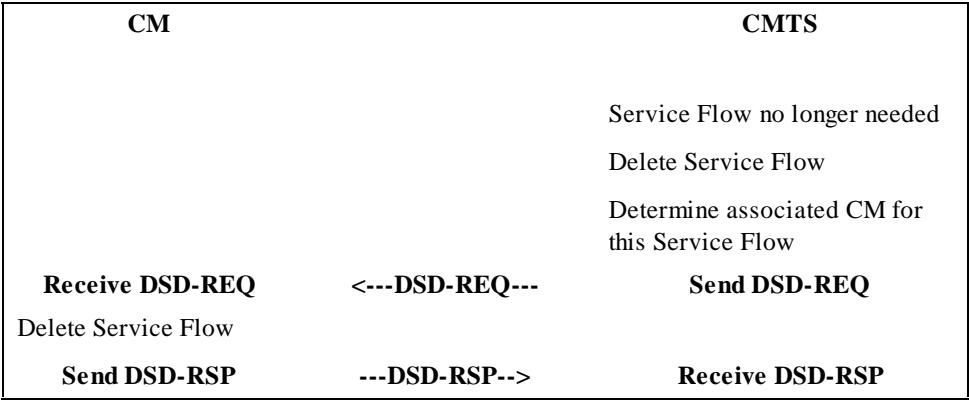 CM CMTS
Service Flow no longer needed
Delete Service Flow
Determine associated CM for
this Service Flow
Receive DSD-REQ <---DSD-REQ--- Send DSD-REQ
Delete Service Flow
Send DSD-RSP ---DSD-RSP--> Receive DSD-RSP